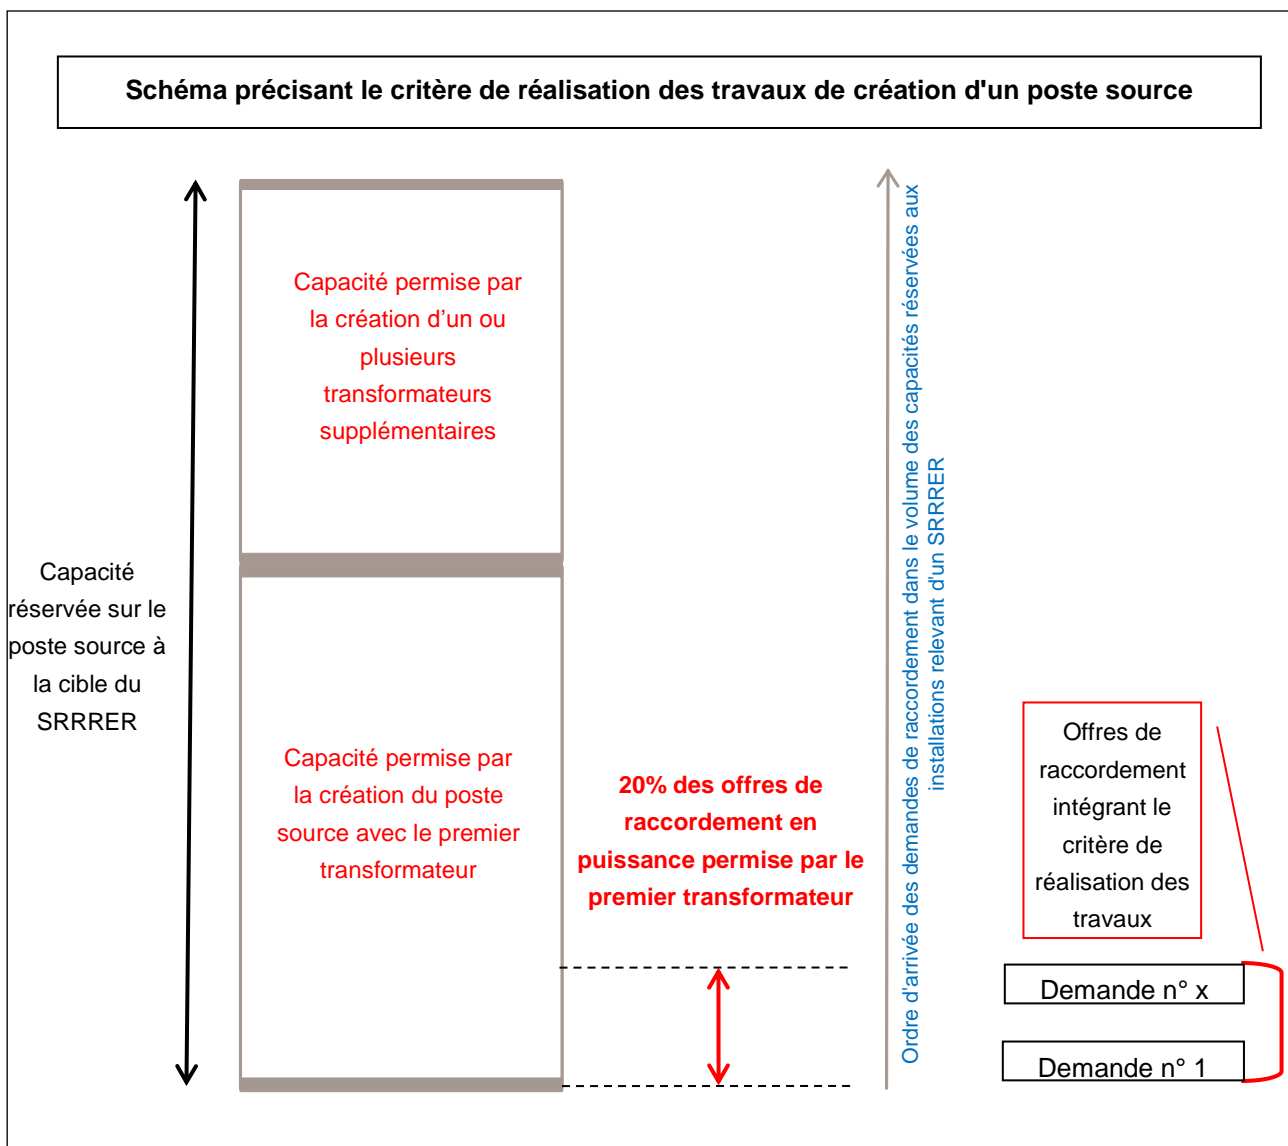 Schéma précisant le critère de réalisation des travaux de création d'un poste source
Capacité permise par
la création d’un ou
plusieurs
transformateurs
supplémentaires
Capacité
réservée sur le
poste source à
la cible du
SRRRER
Capacité permise par
la création du poste
source avec le premier
transformateur
20% des offres de
raccordement en
puissance permise par le
premier transformateur
Ordre d'arrivée des demandes de raccordement dans le volume des capacités réservées aux
installations relevant d'un SRRRER
Offres de
raccordement
intégrant le
critère de
réalisation des
travaux
Demande n° x
Demande n° 1